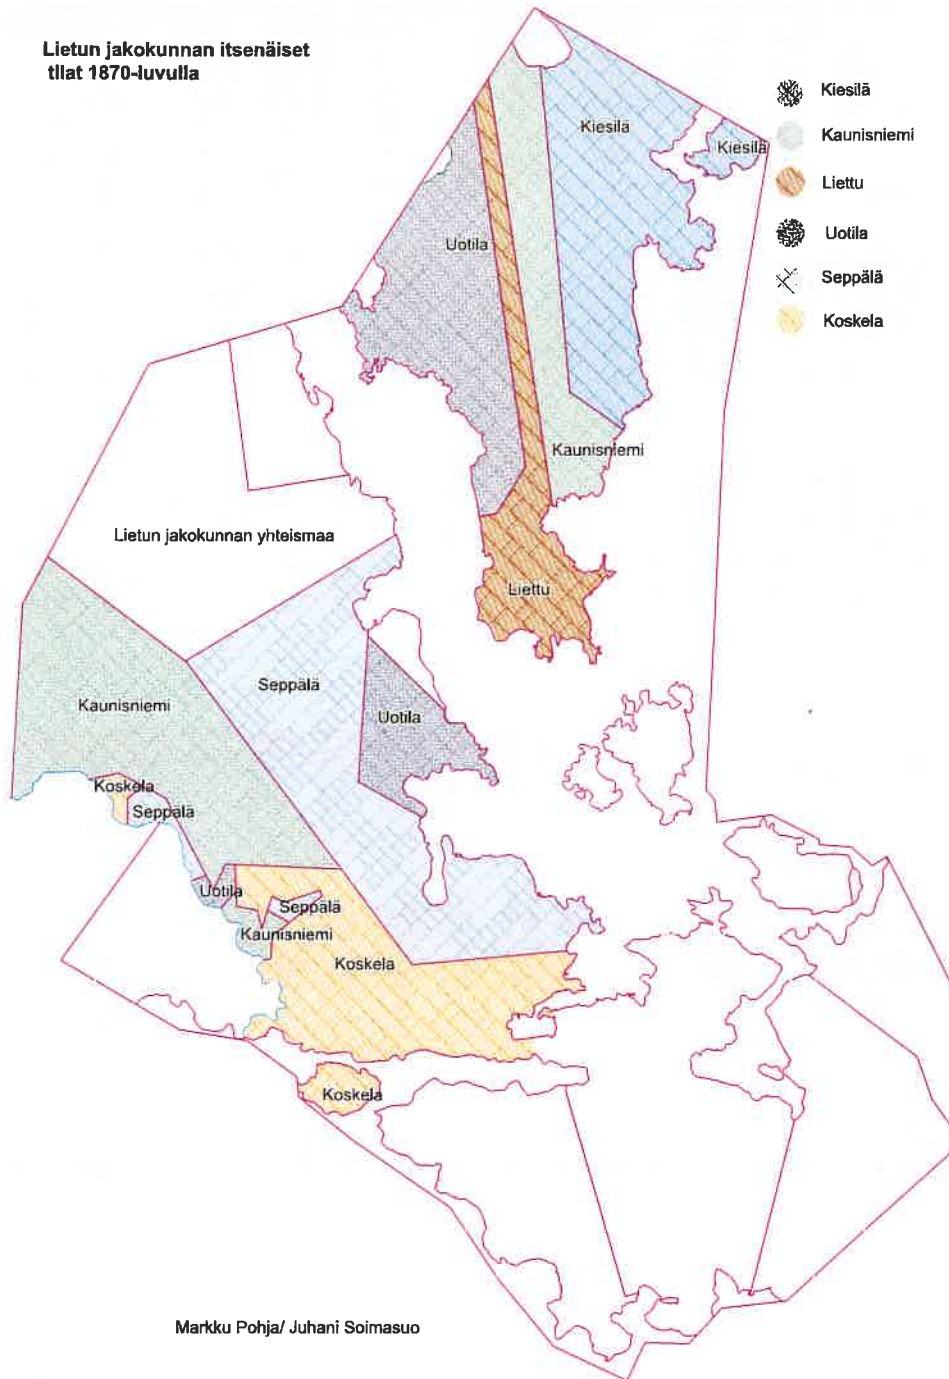 Lietun jakokunnan itsenäiset
tilat 1870-luvulla
Kiesilä
Kaunisniemi
Liettu
Uotila
Seppälä
Koskela
Kiesilä
Kiesilä
Uotila
Kaunisniemi
Lietun jakokunnan yhteismaa
Liettu
Seppälä
Kaunisniemi
Uotila
Koskela
Seppälä
Uotila
Seppälä
Kaunisniemi
Koskela
Koskela
Markku Pohja/ Juhani Soimasuo